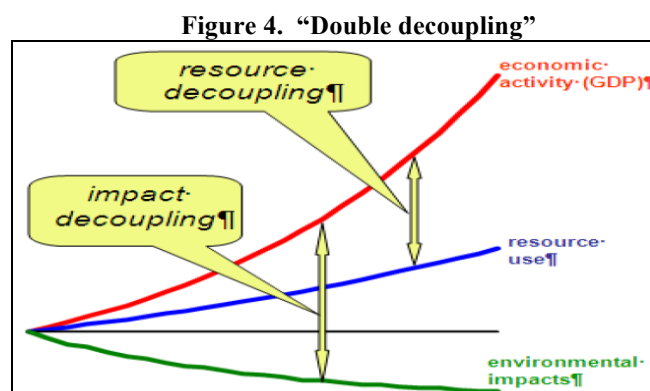 Figure 4.  “Double decoupling”
resource·
decoupling¶
economic·
activity·(GDP)¶
impact·
decoupling¶
resource·
use¶
environmental·
impacts¶